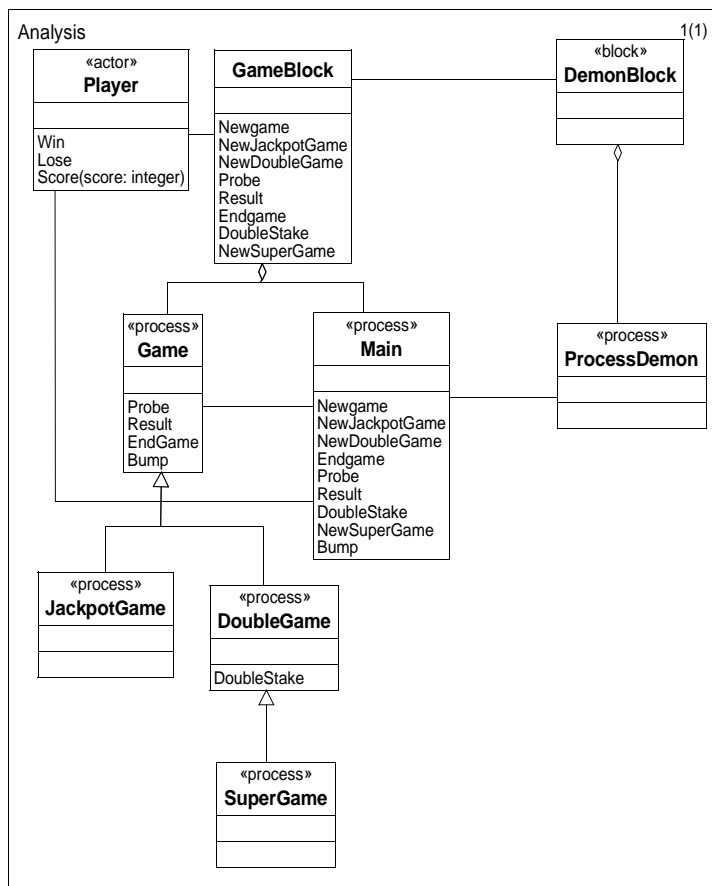 Analysis
1(1)
«actor»
Player
Win
Lose
Score(score: integer)
GameBlock
Newgame
NewJackpotGame
NewDoubleGame
Probe
Result
Endgame
DoubleStake
NewSuperGame
«block»
DemonBlock
«process»
Game
Probe
Result
EndGame
Bump
«process»
Main
Newgame
NewJackpotGame
NewDoubleGame
Endgame
Probe
Result
DoubleStake
NewSuperGame
Bump
«process»
ProcessDemon
«process»
JackpotGame
«process»
DoubleGame
DoubleStake
«process»
SuperGame